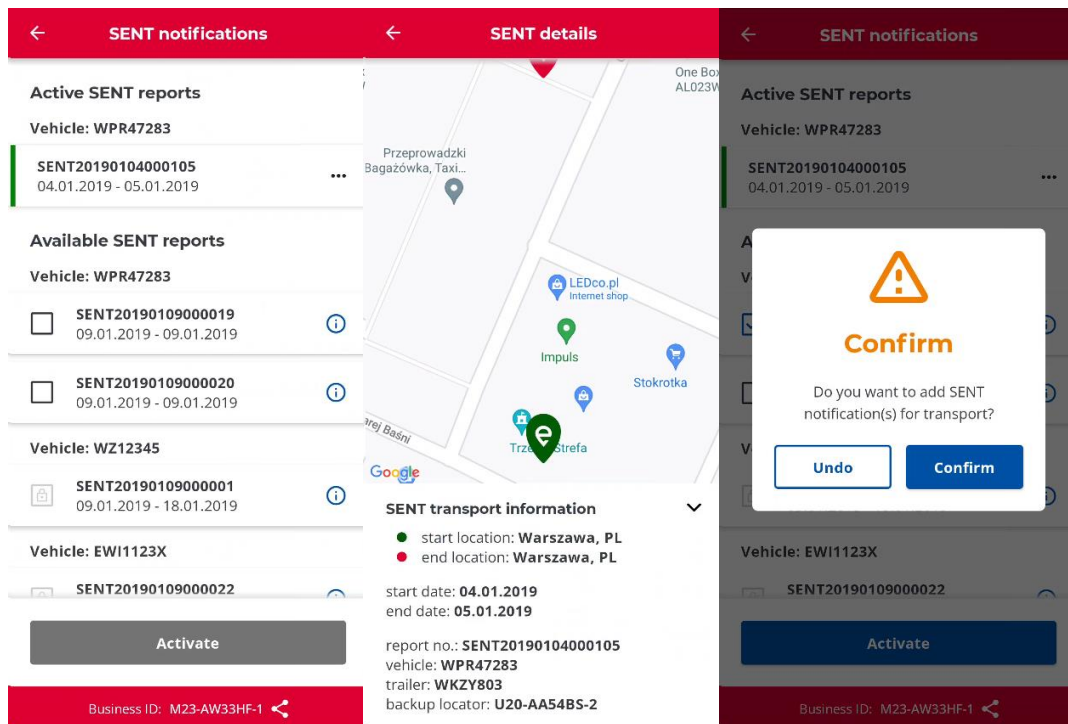 SENT notifications
Active SENT reports
Vehicle: WPR47283
SENT20190104000105
04.01.2019 - 05.01.2019
Available SENT reports
Vehicle: WPR47283
SENT20190109000019
09.01.2019 - 09.01.2019
SENT20190109000020
09.01.2019 - 09.01.2019
Vehicle: WZ12345
SENT20190109000001
09.01.2019 - 18.01.2019
Vehicle: EWI1123X
SENT20190109000022
Activate
Business ID: M23-AW33HF-1
SENT details
One Box
AL023W
Przeprowadzki
Bagażówka, Taxi...
LEDco.pl
Internet shop
Impuls
Stokrotka
arej Baśni
Strefa
Google
SENT transport information
start location: Warszawa, PL
end location: Warszawa, PL
start date: 04.01.2019
end date: 05.01.2019
report no.: SENT20190104000105
vehicle: WPR47283
trailer: WKZY803
backup locator: U20-AA54BS-2
SENT notifications
Active SENT reports
Vehicle: WPR47283
SENT20190104000105
04.01.2019 - 05.01.2019
Confirm
Do you want to add SENT
notification(s) for transport?
Undo
Confirm
Vehicle: EWI1123X
SENT20190109000022
Activate
Business ID: M23-AW33HF-1